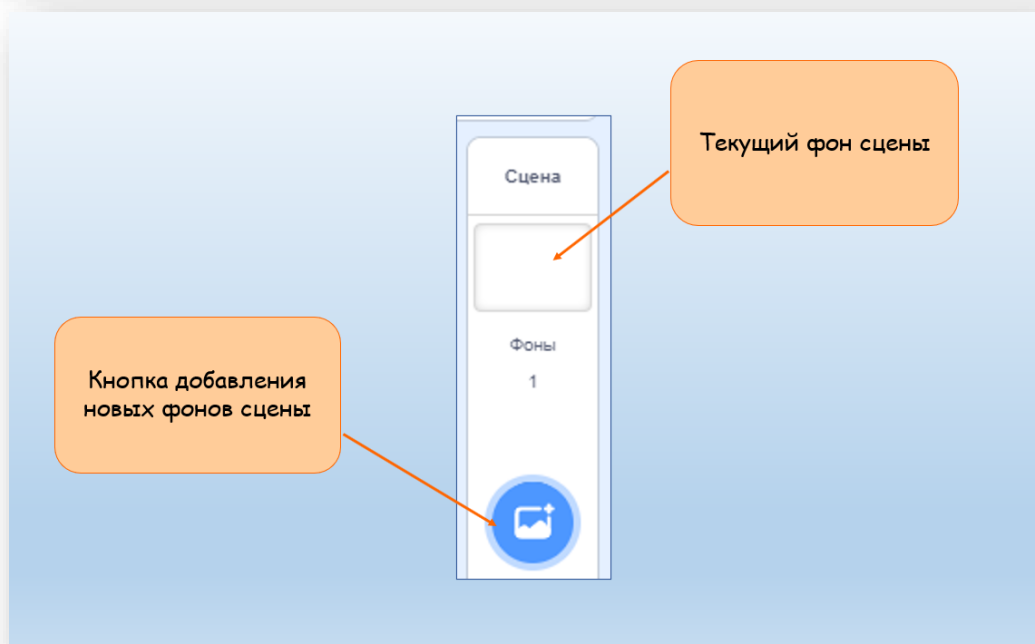 Текущий фон сцены
Сцена
Фоны
1
Кнопка добавления
новых фонов сцены